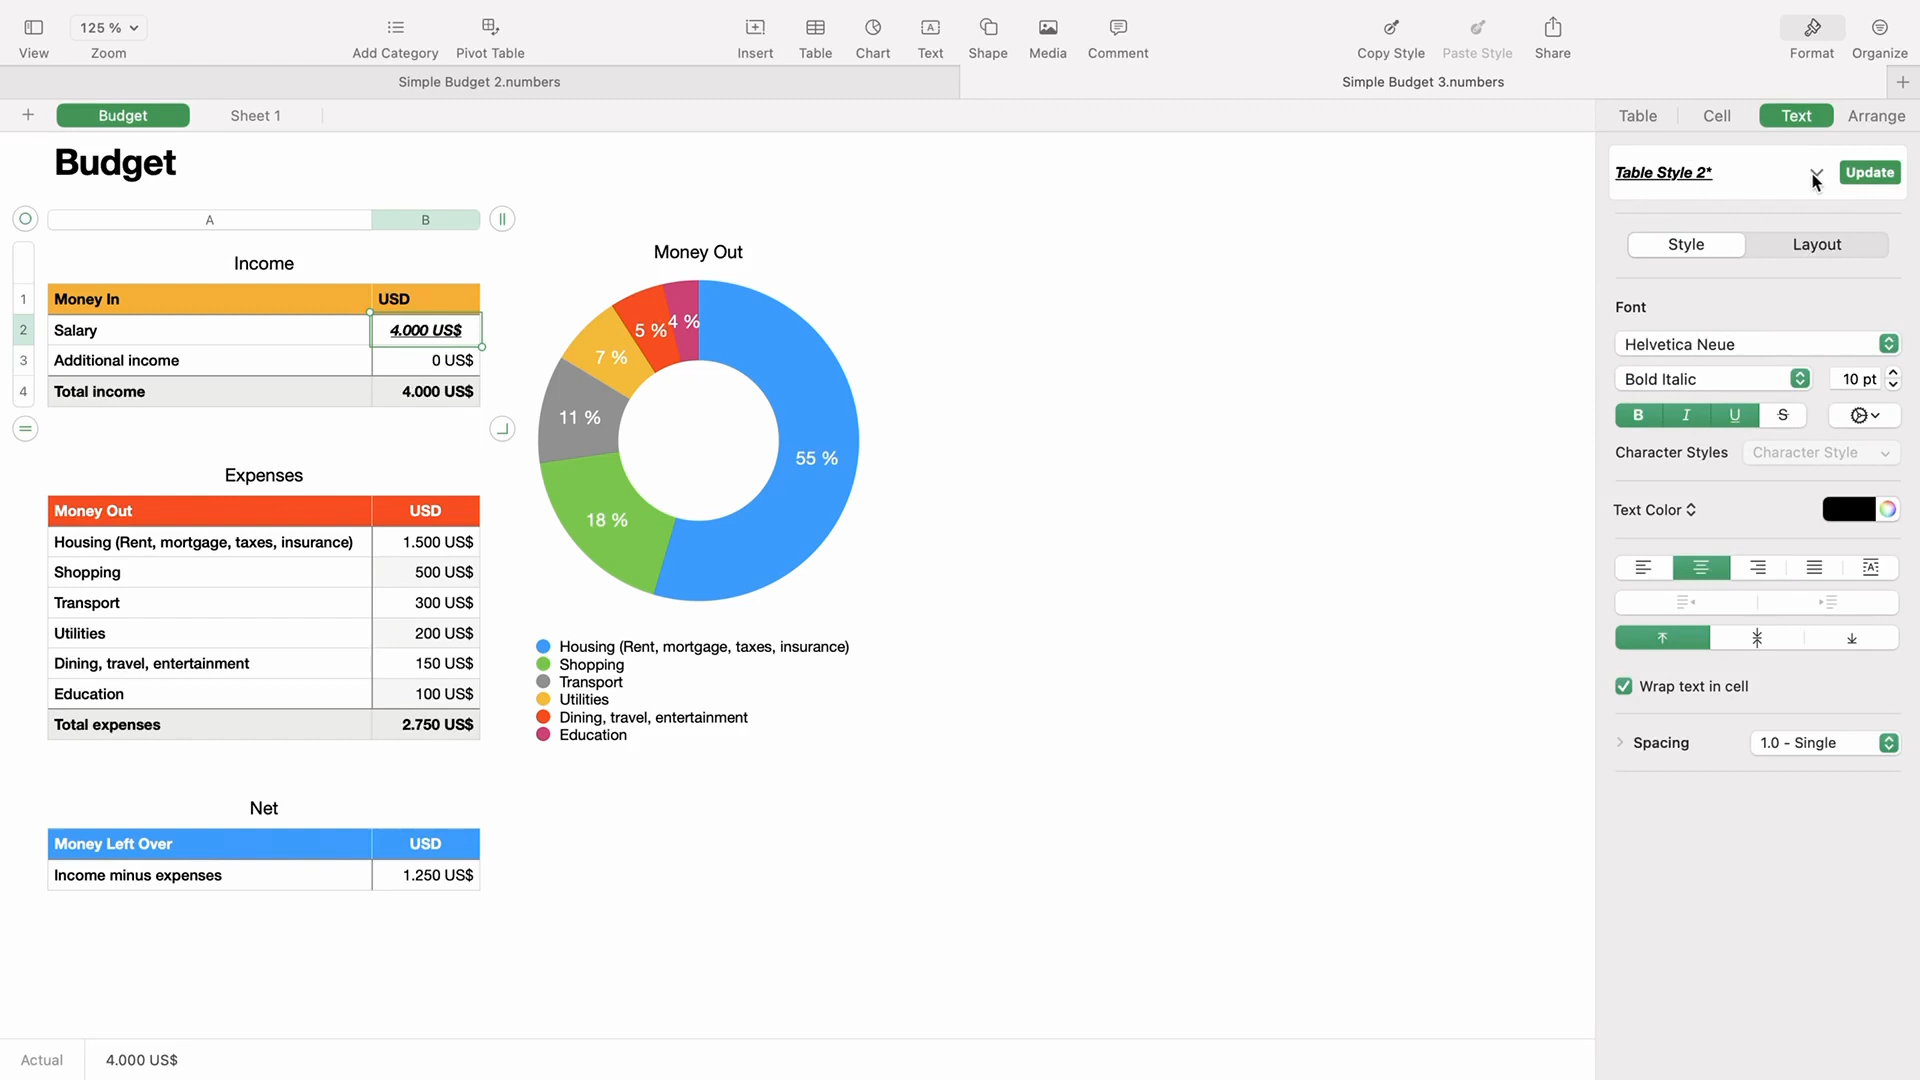 View
125 %
Zoom
Add Category
Pivot Table
Insert
Table
Chart
Text
Shape
Media
Comment
Copy Style
Paste Style
Share
Format
Organize
Simple Budget 2.numbers
Simple Budget 3.numbers
Budget
Sheet 1
Table
Cell
Text
Arrange
Budget
A
B
Income
1
Money In
USD
2
Salary
4.000 US$
3
Additional income
0 US$
4
Total income
4.000 US$
Expenses
Money Out
USD
Housing (Rent, mortgage, taxes, insurance)
1.500 US$
Shopping
500 US$
Transport
300 US$
Utilities
200 US$
Dining, travel, entertainment
150 US$
Education
100 US$
Total expenses
2.750 US$
Net
Money Left Over
USD
Income minus expenses
1.250 US$
Money Out
4 %
5 %
7 %
11 %
55 %
18 %
Housing (Rent, mortgage, taxes, insurance)
Shopping
Transport
Utilities
Dining, travel, entertainment
Education
Table Style 2*
Update
Style
Layout
Font
Helvetica Neue
Bold Italic
10 pt
B
I
U
S
Character Styles
Character Style
Text Color
A
Wrap text in cell
Spacing
1.0 - Single
Actual
4.000 US$